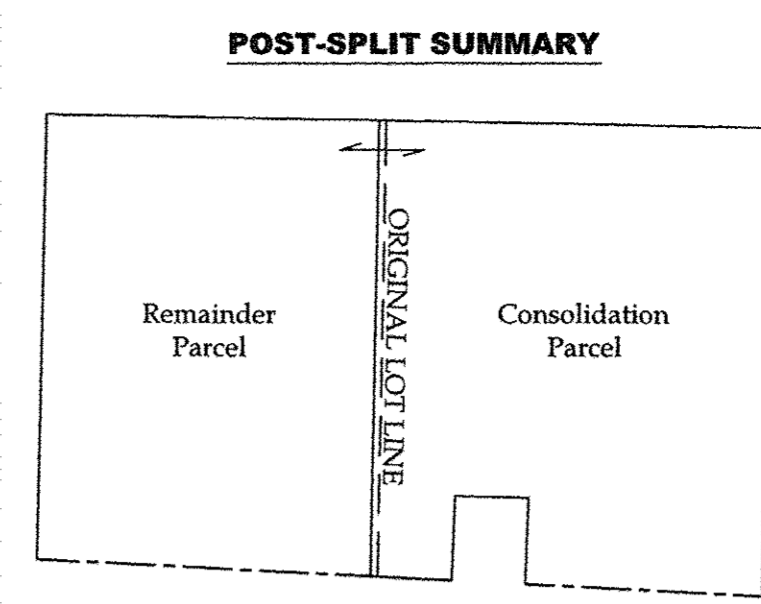 POST-SPLIT SUMMARY
Remainder
Parcel
ORIGINAL LOT LINE
Consolidation
Parcel